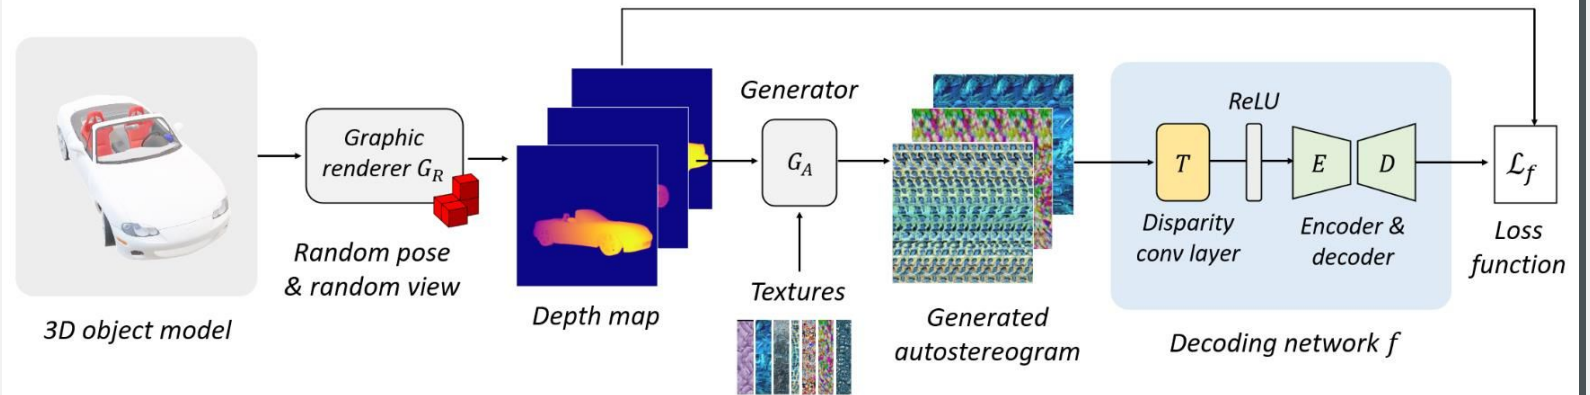 3D object model
Graphic
renderer G_R
Random pose
& random view
Depth map
Generator
G_A
Textures
Generated
autostereogram
ReLU
T
E
D
Disparity
conv layer
Encoder &
decoder
Decoding network f
ℒ_f
Loss
function